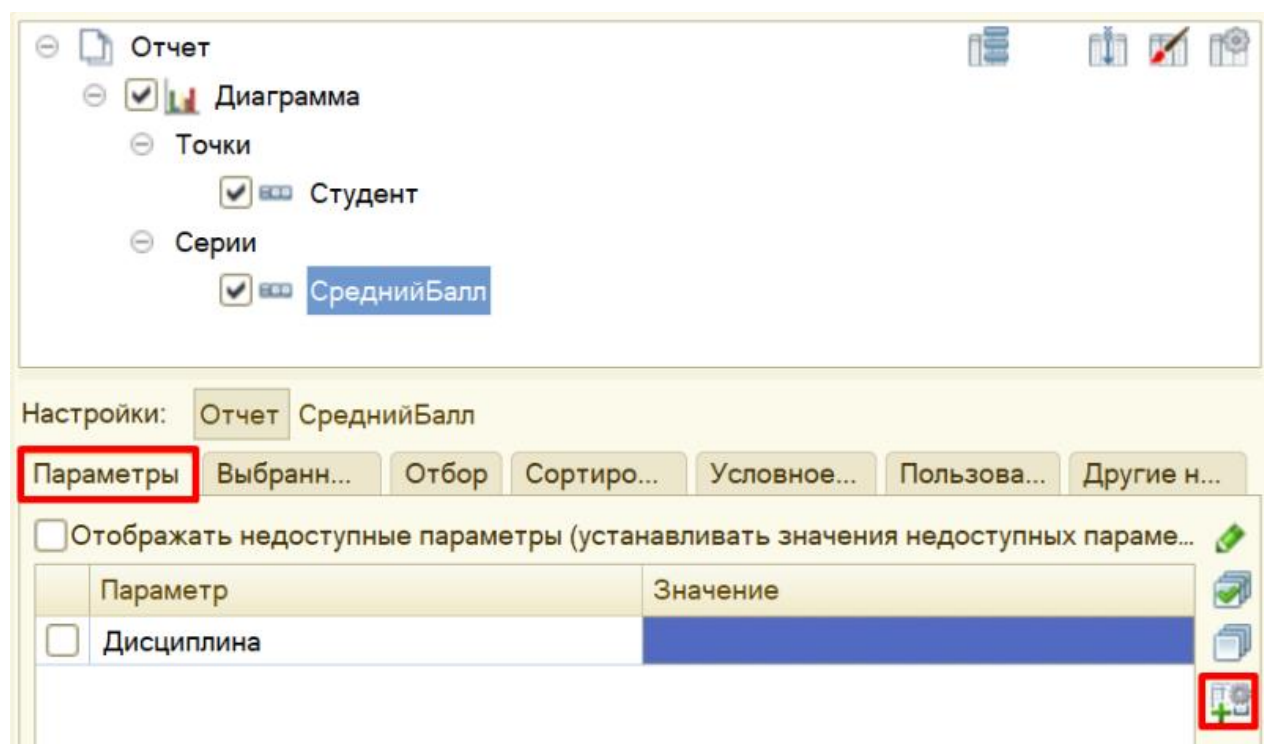 Отчет
Диаграмма
Точки
Студент
Серии
СреднийБалл
Настройки: Отчет СреднийБалл
Параметры Выбранн... Отбор Сортиро... Условное... Пользова... Другие н...
Отображать недоступные параметры (устанавливать значения недоступных параме...
Параметр Значение
Дисциплина